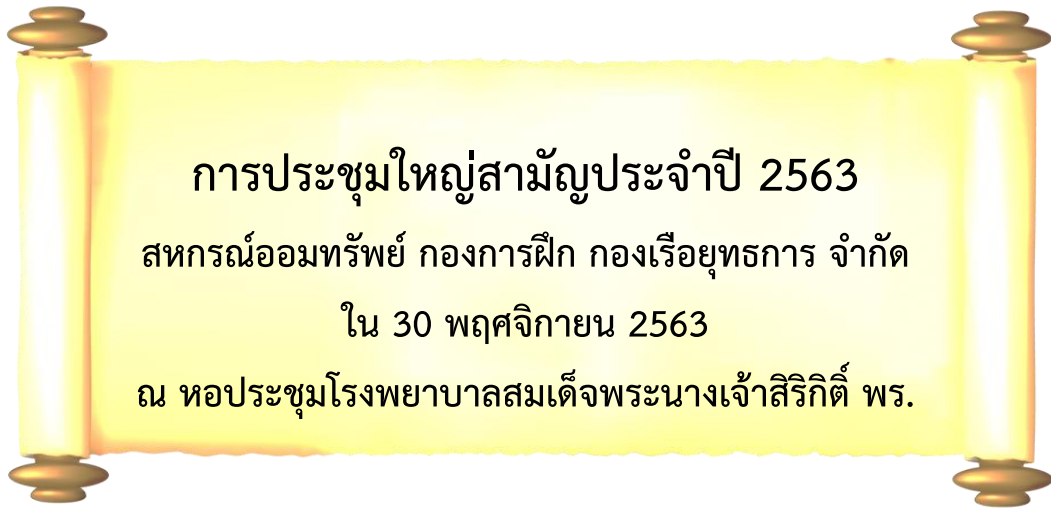 การประชุมใหญ่สามัญประจำปี 2563
สหกรณ์ออมทรัพย์ กองการฝึก กองเรือยุทธการ จำกัด
ใน 30 พฤศจิกายน 2563
ณ หอประชุมโรงพยาบาลสมเด็จพระนางเจ้าสิริกิติ์ พร.